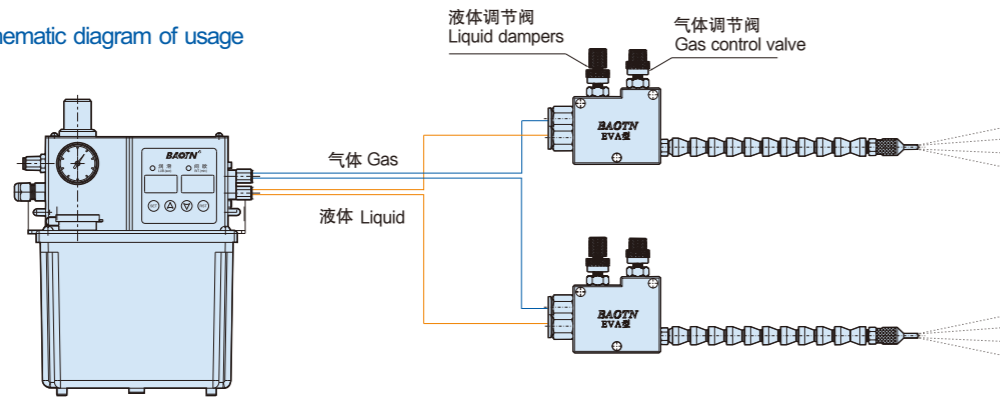 hematic diagram of usage
液体调节阀
Liquid dampers
气体调节阀
Gas control valve
BAOTN
EVA型
BAOTN
气体 Gas
液体 Liquid
BAOTN
EVA型